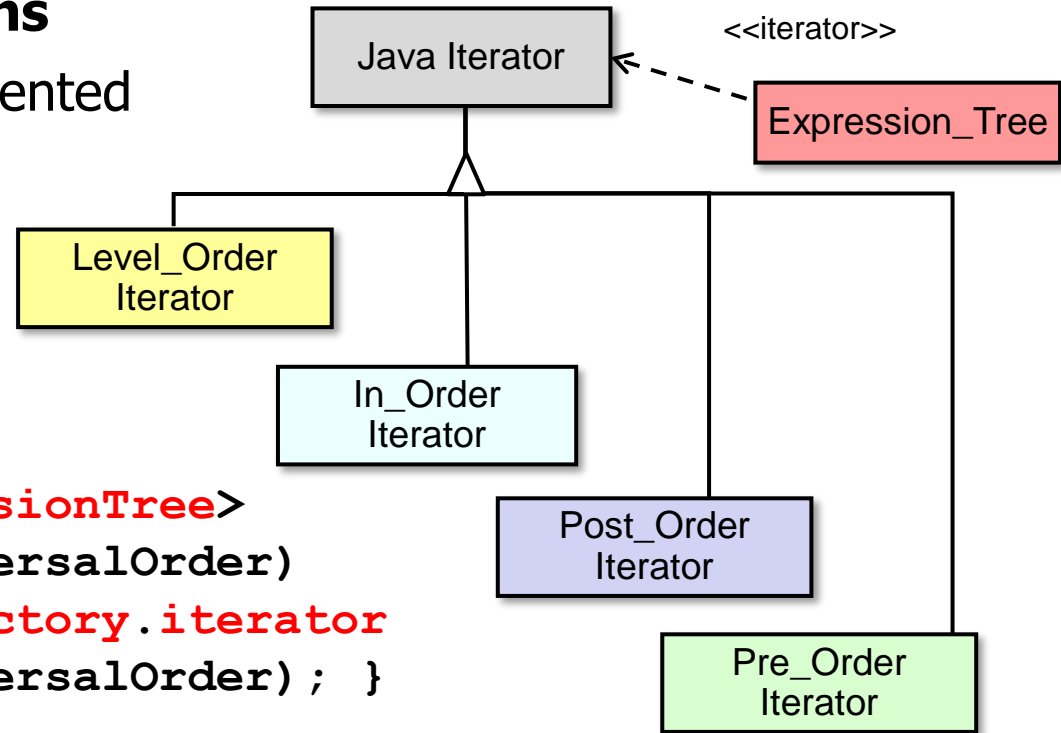 ns
ented
Java Iterator
<<iterator>>
Expression_Tree
Level_Order
Iterator
In_Order
Iterator
Post_Order
Iterator
Pre_Order
Iterator
sionTree>
ersalOrder)
ctory.iterator
ersalOrder); }